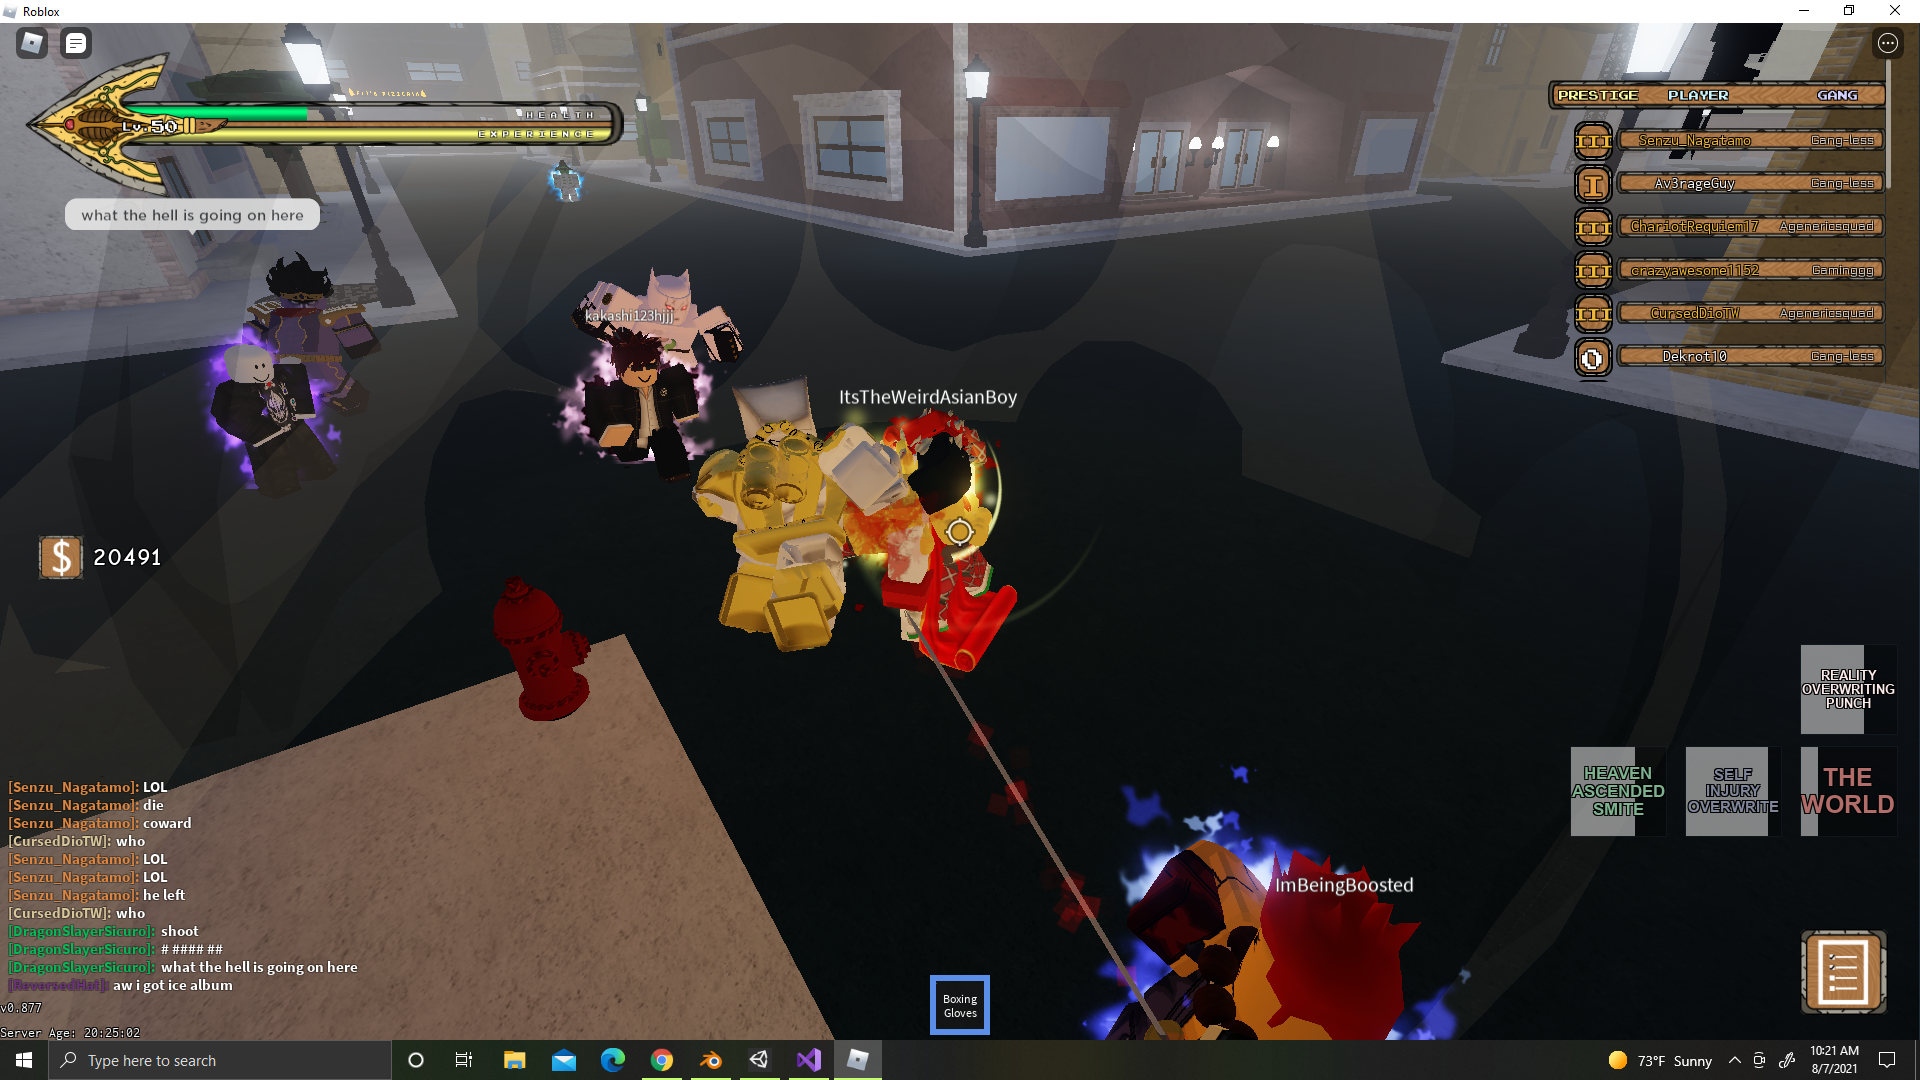 Roblox
HEALTH
Lv.50
EXPERIENCE
what the hell is going on here
PRESTIGE PLAYER GANG
III Senzu_Nagatamo Gang-less
I Av3rageGuy Gang-less
III ChariotRequiem17 Agenericsquad
III crazyawesome1152 Gaminggg
III CursedDioTW Agenericsquad
0 Dekrot10 Gang-less
kakashi123hjjj
ItsTheWeirdAsianBoy
$ 20491
REALITY
OVERWRITING
PUNCH
HEAVEN
ASCENDED
SMITE
SELF
INJURY
OVERWRITE
THE
WORLD
[Senzu_Nagatamo]: LOL
[Senzu_Nagatamo]: die
[Senzu_Nagatamo]: coward
[CursedDioTW]: who
[Senzu_Nagatamo]: LOL
[Senzu_Nagatamo]: LOL
[Senzu_Nagatamo]: he left
[CursedDioTW]: who
[DragonSlayerSicuro]: shoot
[DragonSlayerSicuro]: # #### ##
[DragonSlayerSicuro]: what the hell is going on here
[ReversedHat]: aw i got ice album
ImBeingBoosted
Boxing
Gloves
v0.877
Server Age: 20:25:02
Type here to search
73°F Sunny
10:21 AM
8/7/2021